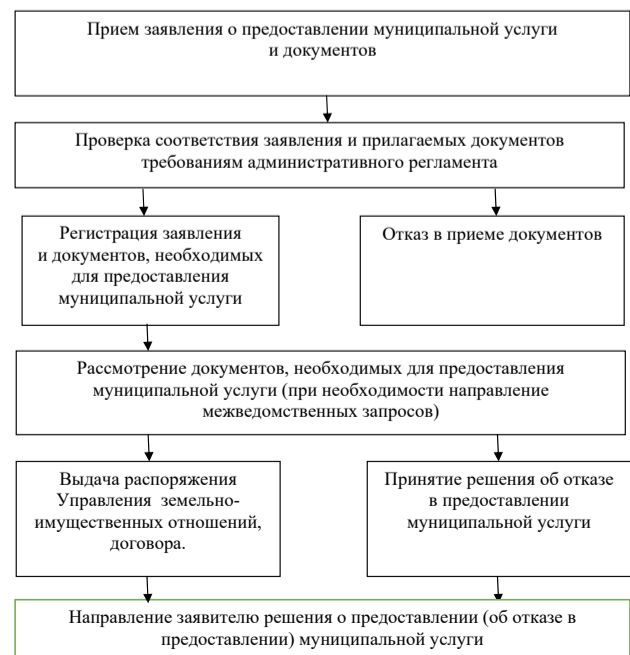 Прием заявления о предоставлении муниципальной услуги
и документов
Проверка соответствия заявления и прилагаемых документов
требованиям административного регламента
Регистрация заявления
и документов, необходимых
для предоставления
муниципальной услуги
Отказ в приеме документов
Рассмотрение документов, необходимых для предоставления
муниципальной услуги (при необходимости направление
межведомственных запросов)
Выдача распоряжения
Управления земельно-
имущественных отношений,
договора.
Принятие решения об отказе
в предоставлении
муниципальной услуги
Направление заявителю решения о предоставлении (об отказе в
предоставлении) муниципальной услуги